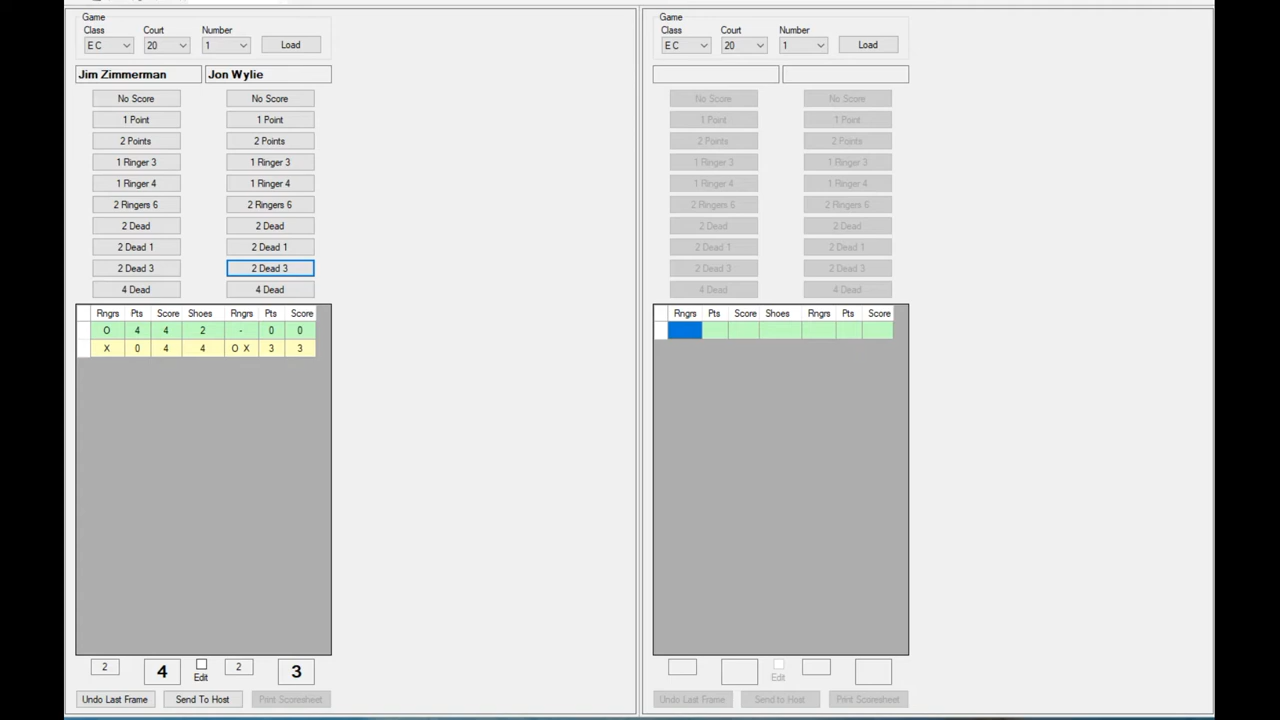 Game
Class Court Number
E C 20 1 Load
Jim Zimmerman Jon Wylie
No Score No Score
1 Point 1 Point
2 Points 2 Points
1 Ringer 3 1 Ringer 3
1 Ringer 4 1 Ringer 4
2 Ringers 6 2 Ringers 6
2 Dead 2 Dead
2 Dead 1 2 Dead 1
2 Dead 3 2 Dead 3
4 Dead 4 Dead
Rngrs Pts Score Shoes Rngrs Pts Score
O 4 4 2 - 0 0
X 0 4 4 O X 3 3
2 4 2 3
Edit
Undo Last Frame Send To Host Print Scoresheet
Game
Class Court Number
E C 20 1 Load
No Score No Score
1 Point 1 Point
2 Points 2 Points
1 Ringer 3 1 Ringer 3
1 Ringer 4 1 Ringer 4
2 Ringers 6 2 Ringers 6
2 Dead 2 Dead
2 Dead 1 2 Dead 1
2 Dead 3 2 Dead 3
4 Dead 4 Dead
Rngrs Pts Score Shoes Rngrs Pts Score
Edit
Undo Last Frame Send to Host Print Scoresheet